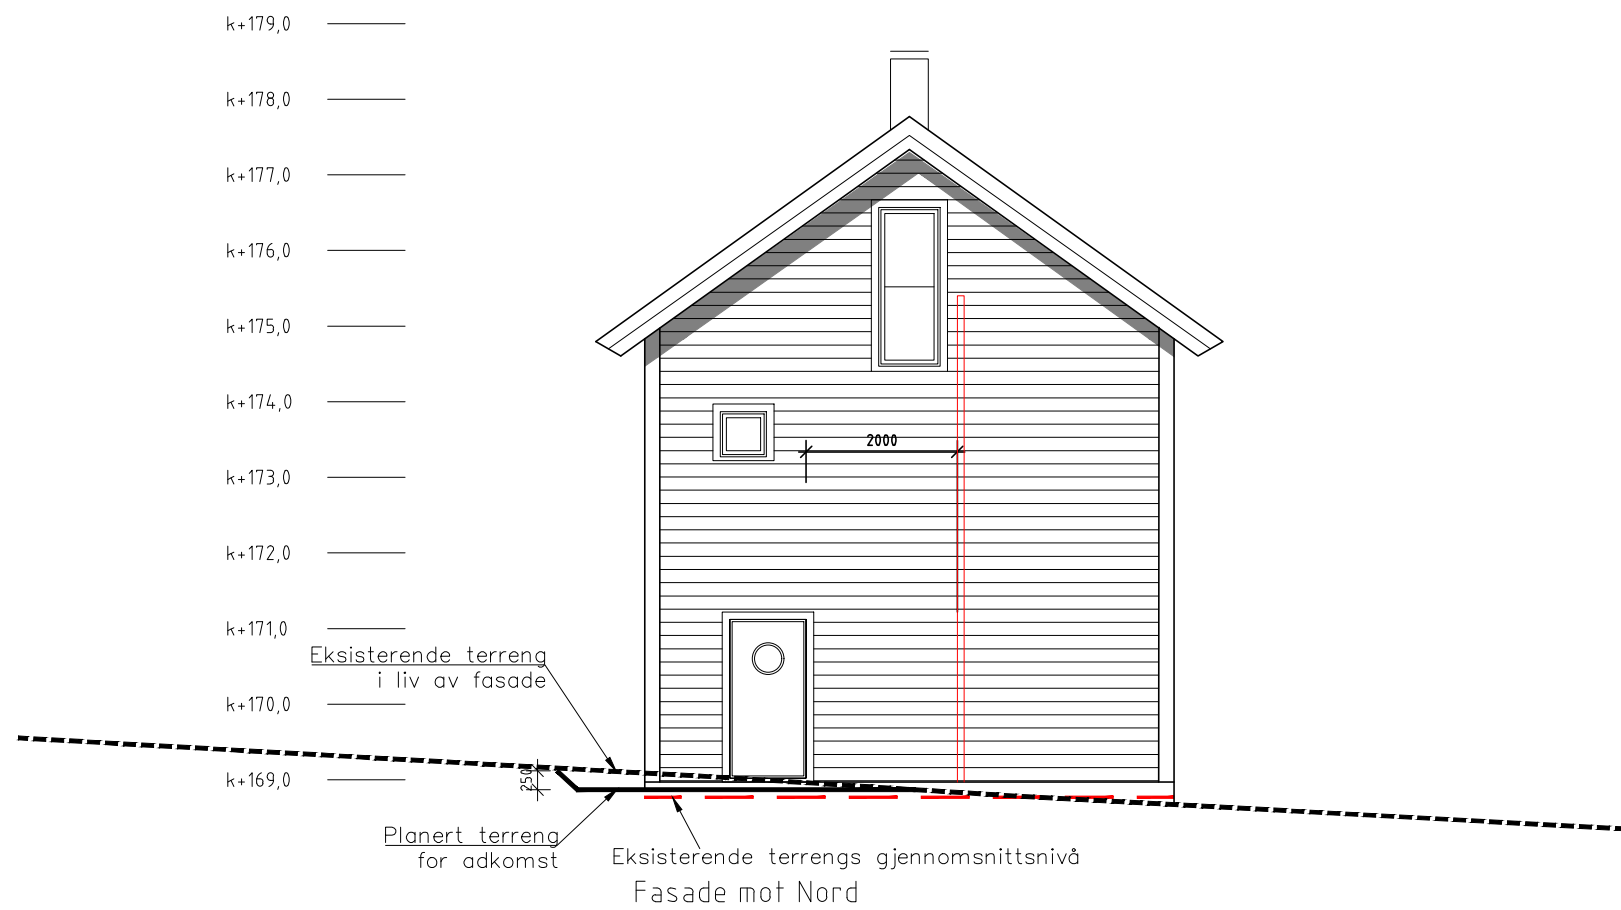 k+179,0
k+178,0
k+177,0
k+176,0
k+175,0
k+174,0
2000
k+173,0
k+172,0
k+171,0
Eksisterende terreng
i liv av fasade
k+170,0
k+169,0
250
Planert terreng
for adkomst
Eksisterende terrengs gjennomsnittsnivå
Fasade mot Nord